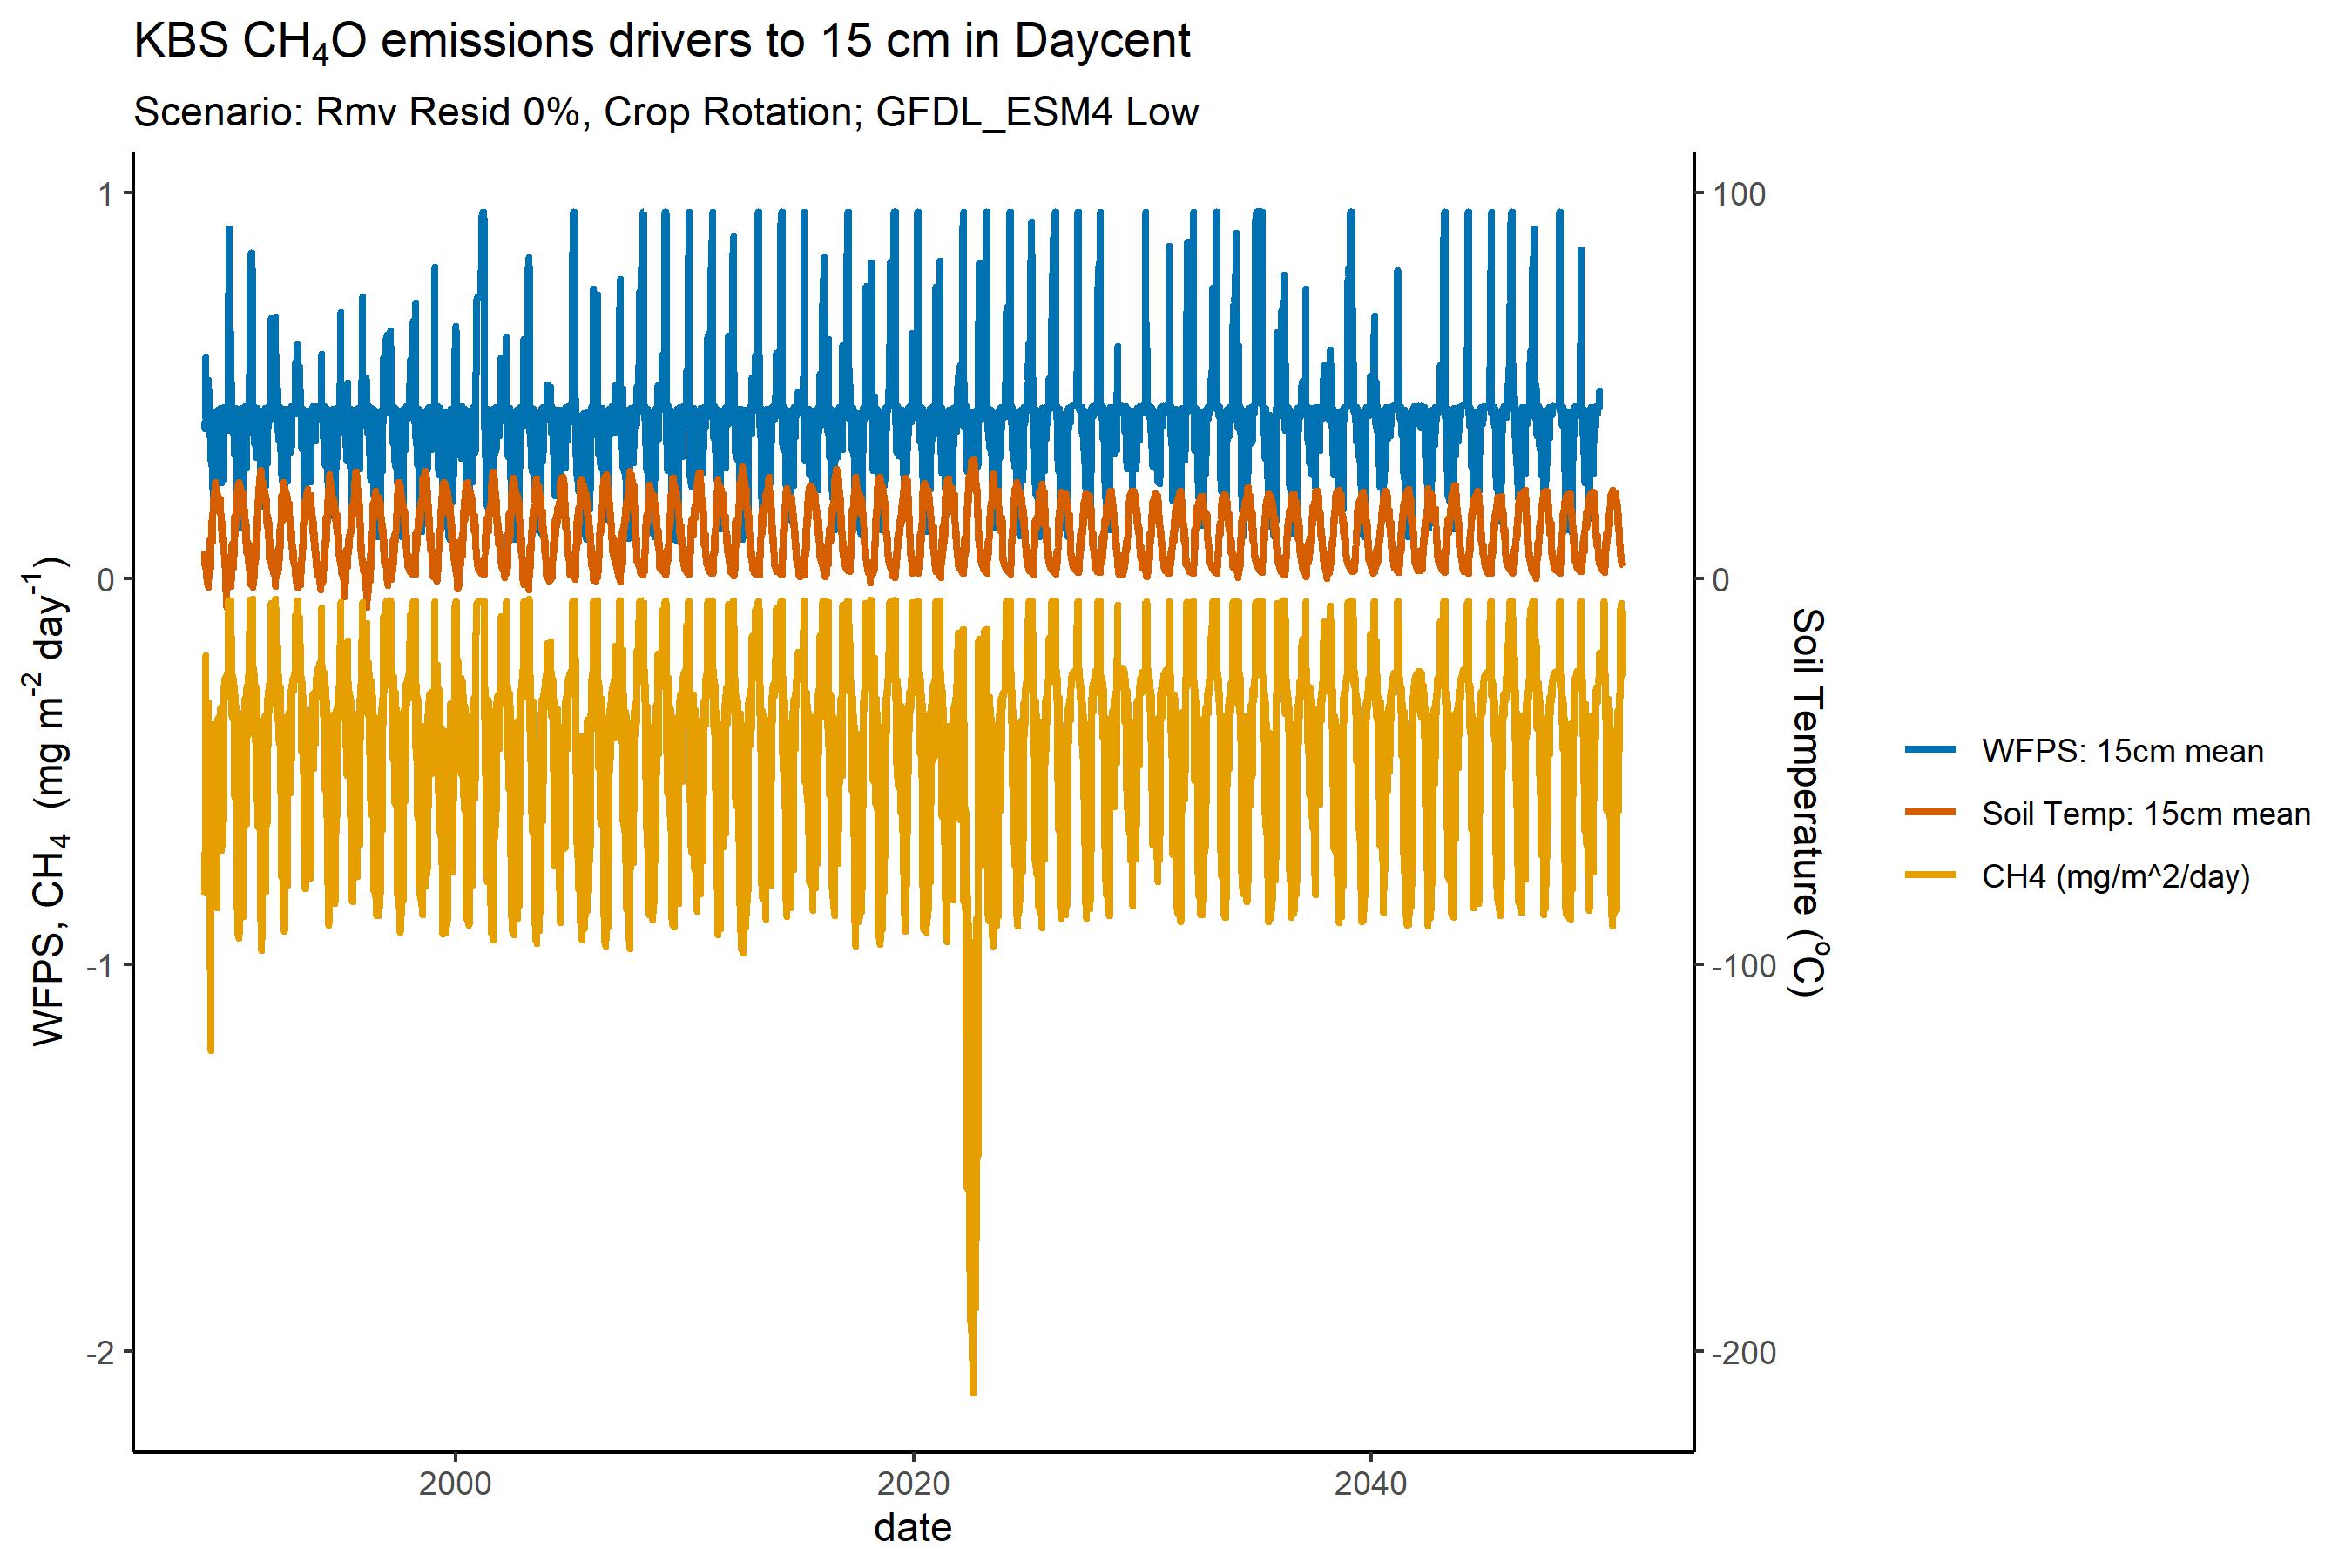 KBS CH₄O emissions drivers to 15 cm in Daycent
Scenario: Rmv Resid 0%, Crop Rotation; GFDL_ESM4 Low
WFPS, CH₄ (mg m⁻² day⁻¹)
1
0
-1
-2
100
0
-100
-200
Soil Temperature (ºC)
WFPS: 15cm mean
Soil Temp: 15cm mean
CH4 (mg/m^2/day)
2000
2020
2040
date